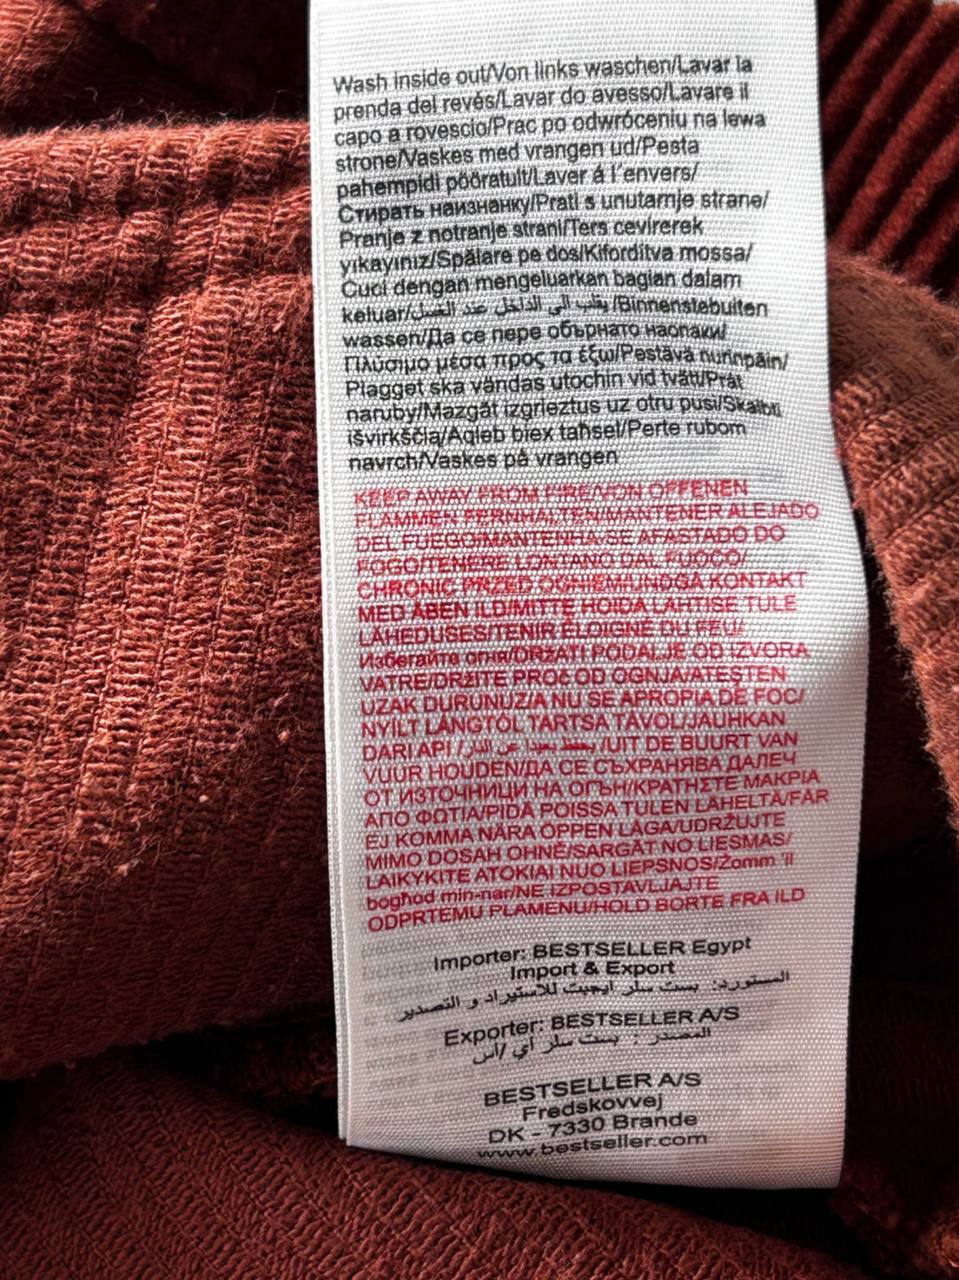 Wash inside out/Von links waschen/Lavar la
prenda del revés/Lavar do avesso/Lavare il
capo a rovescio/Prac po odwróceniu na lewa
strone/Vaskes med vrangen ud/Pesta
pahempidi pööratult/Laver á l'envers/
Стирать наизнанку/Prati s unutarnje strane/
Pranje z notranje strani/Ters cevirerek
yıkayınız/Spălare pe dos/Kifordítva mossa/
Cuci dengan mengeluarkan bagian dalam
keluar/يقلب الى الداخل عند الغسل/Binnenstebuiten
wassen/Да се пере обърнато наопаки/
Πλύσιμο μέσα προς τα έξω/Pestävä nurinpäin/
Plagget ska vändas utochin vid tvätt/Prát
naruby/Mazgāt izgrieztus uz otru pusi/Skalbti
išvirkščią/Aqleb biex taħsel/Perte rubom
navrch/Vaskes på vrangen
KEEP AWAY FROM FIRE/VON OFFENEN
FLAMMEN FERNHALTEN/MANTENER ALEJADO
DEL FUEGO/MANTENHA/SE AFASTADO DO
FOGO/TENERE LONTANO DAL FUOCO/
CHRONIC PRZED OGNIEM/UNDGÅ KONTAKT
MED ÅBEN ILD/MITTE HOIDA LAHTISE TULE
LÄHEDUSES/TENIR ÉLOIGNÉ DU FEU/
Избегайте огня/DRžATI PODALJE OD IZVORA
VATRE/DRžITE PROč OD OGNJA/ATEŞTEN
UZAK DURUNUZ/A NU SE APROPIA DE FOC/
NYÍLT LÁNGTÓL TARTSA TÁVOL/JAUHKAN
DARI API /يحفظ بعيدا عن النار /UIT DE BUURT VAN
VUUR HOUDEN/ДА СЕ СЪХРАНЯВА ДАЛЕЧ
ОТ ИЗТОЧНИЦИ НА ОГЪН/ΚΡΑΤΗΣΤΕ ΜΑΚΡΙΑ
ΑΠΟ ΦΩΤΙΑ/PIDÄ POISSA TULEN LÄHELTÄ/FÅR
EJ KOMMA NÄRA ÖPPEN LÅGA/UDRŽUJTE
MIMO DOSAH OHNĚ/SARGĀT NO LIESMAS/
LAIKYKITE ATOKIAI NUO LIEPSNOS/Żomm 'il
bogħod min-nar/NE IZPOSTAVLJAJTE
ODPRTEMU PLAMENU/HOLD BORTE FRA ILD
Importer: BESTSELLER Egypt
Import & Export
المستورد: بست سلر ايجبت للاستيراد و التصدير
Exporter: BESTSELLER A/S
المصدر : بست سلر أي /أس
BESTSELLER A/S
Fredskovvej
DK - 7330 Brande
www.bestseller.com